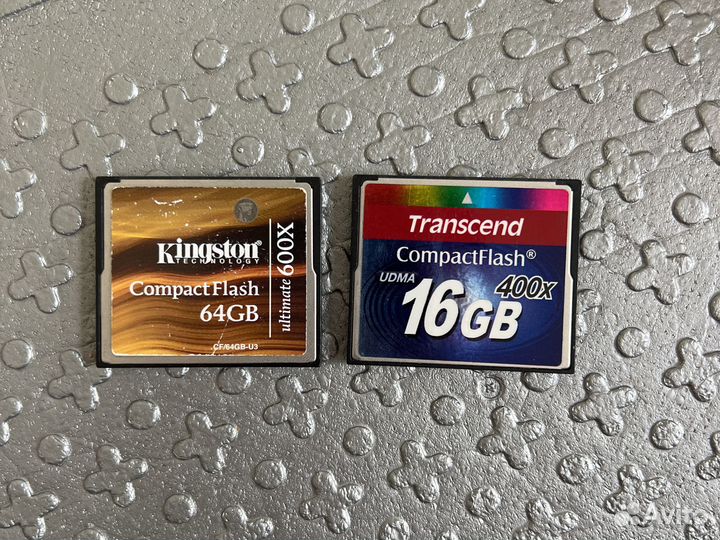 Kingston®
TECHNOLOGY
CompactFlash
64GB
CF/64GB-U3
ultimate 600X
Transcend
CompactFlash®
UDMA
400x
16GB
Avito